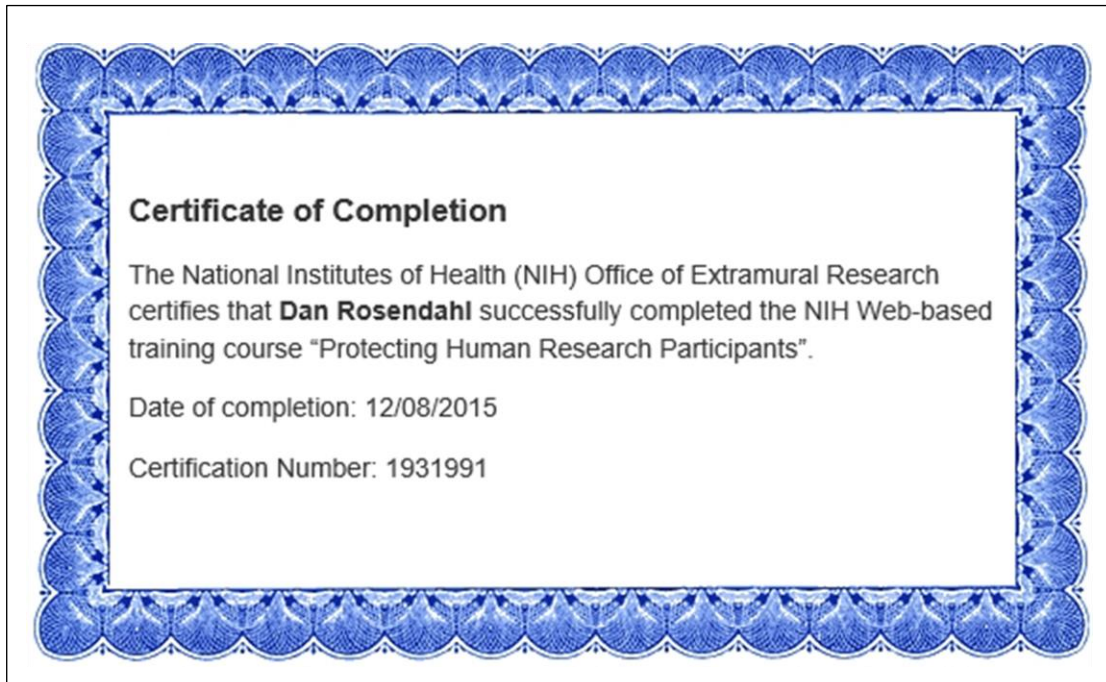 Certificate of Completion
The National Institutes of Health (NIH) Office of Extramural Research
certifies that Dan Rosendahl successfully completed the NIH Web-based
training course “Protecting Human Research Participants”.
Date of completion: 12/08/2015
Certification Number: 1931991